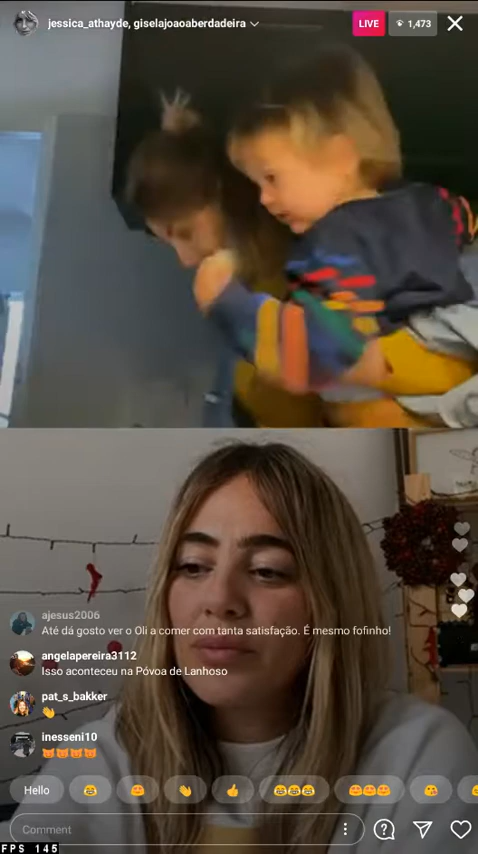 jessica_athayde, giselajoaoaberdadeira
LIVE
1,473
ajesus2006
Até dá gosto ver o Oli a comer com tanta satisfação. É mesmo fofinho!
angelapereira3112
Isso aconteceu na Póvoa de Lanhoso
pat_s_bakker
inesseni10
Hello
Comment
FPS 145